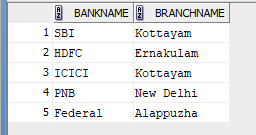 BANKNAME BRANCHNAME
1 SBI Kottayam
2 HDFC Ernakulam
3 ICICI Kottayam
4 PNB New Delhi
5 Federal Alappuzha